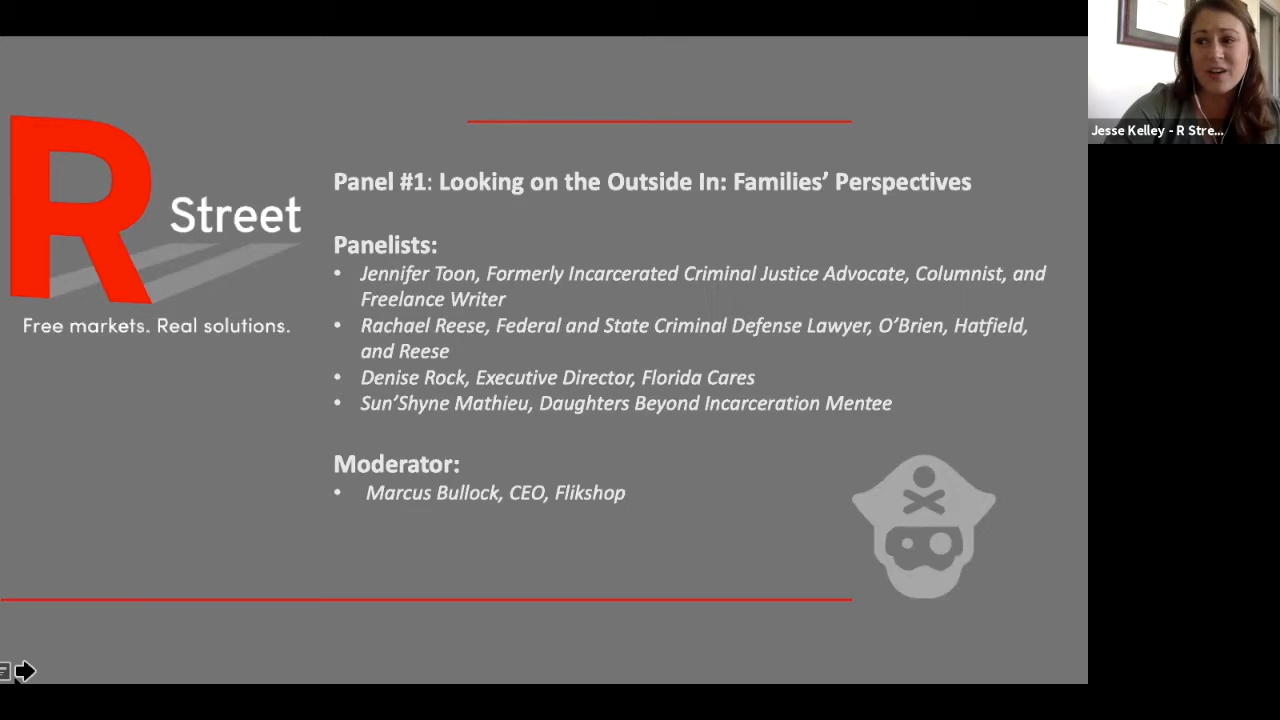 Jesse Kelley - R Stre...
R
Street
Free markets. Real solutions.
Panel #1: Looking on the Outside In: Families’ Perspectives
Panelists:
• Jennifer Toon, Formerly Incarcerated Criminal Justice Advocate, Columnist, and
Freelance Writer
• Rachael Reese, Federal and State Criminal Defense Lawyer, O’Brien, Hatfield,
and Reese
• Denise Rock, Executive Director, Florida Cares
• Sun’Shyne Mathieu, Daughters Beyond Incarceration Mentee
Moderator:
• Marcus Bullock, CEO, Flikshop